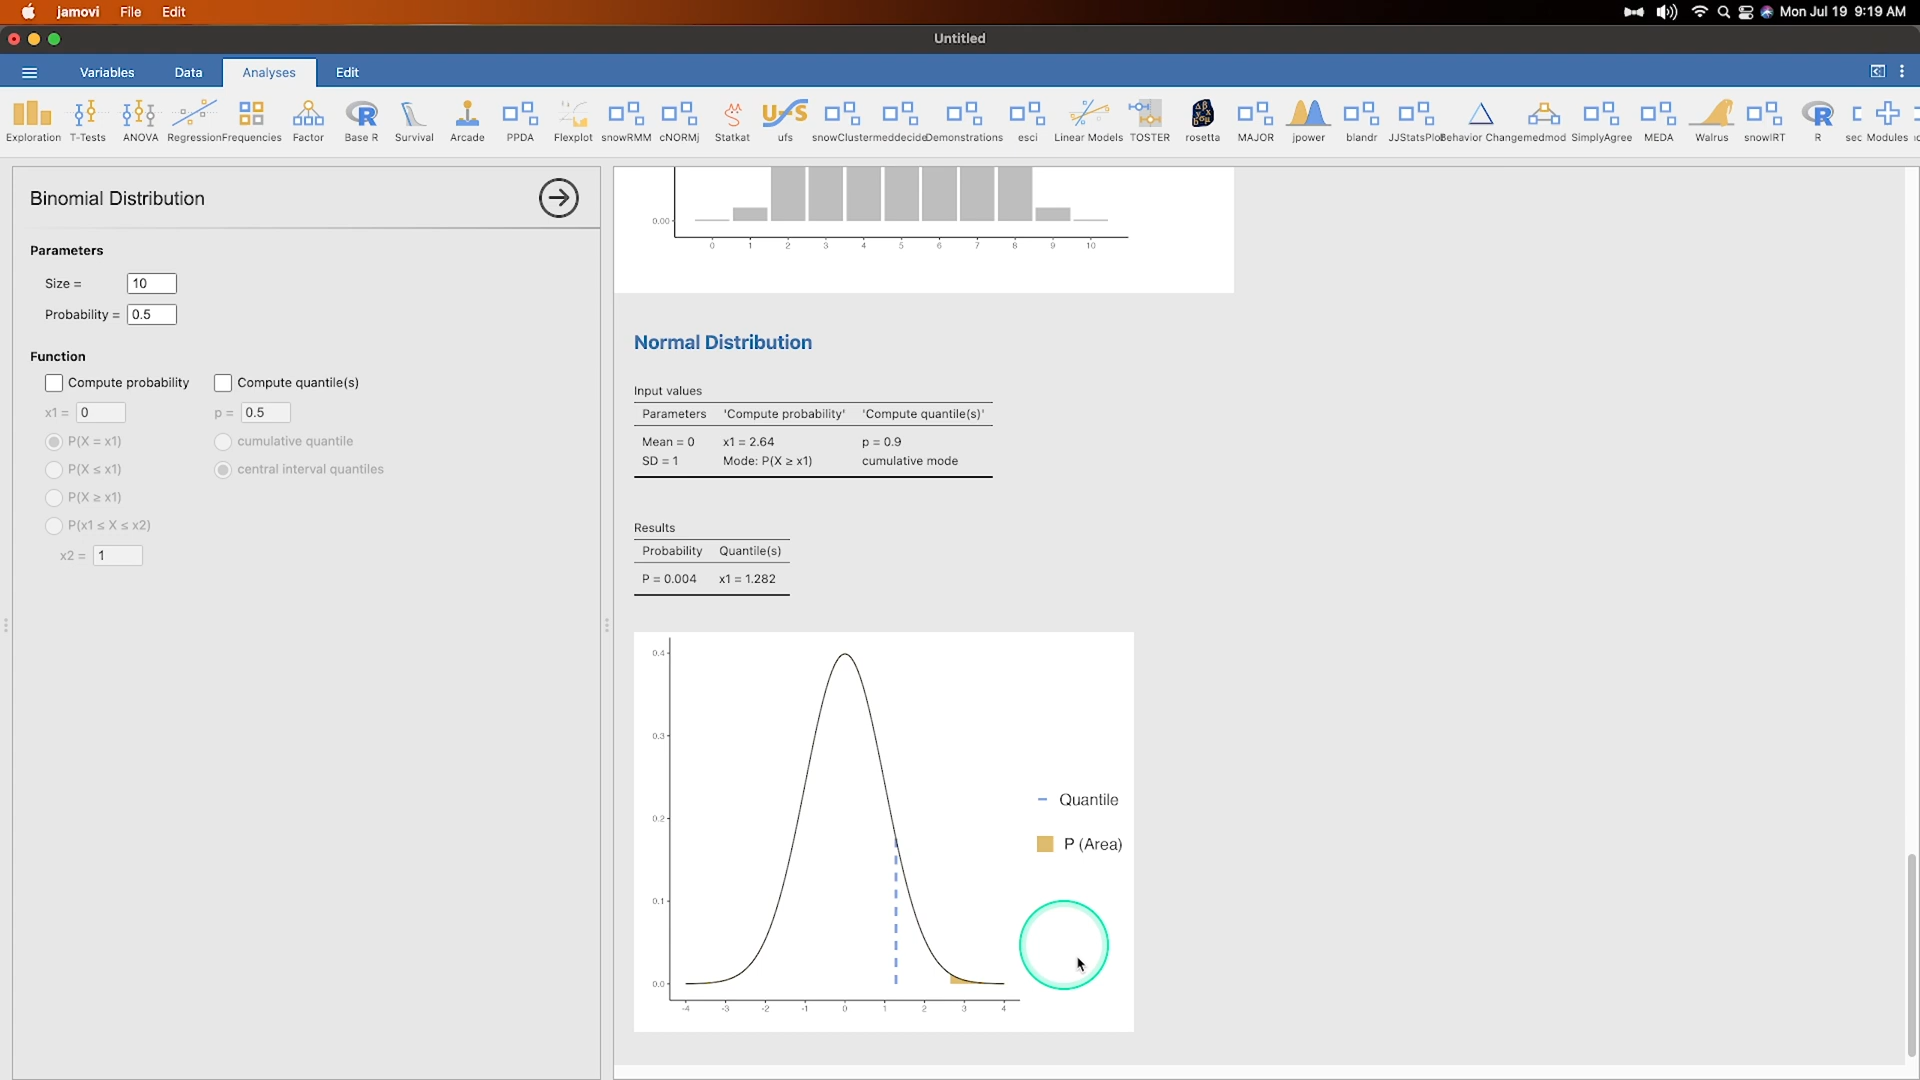 jamovi File Edit Mon Jul 19 9:19 AM
Untitled
Variables Data Analyses Edit
Exploration T-Tests ANOVA Regression Frequencies Factor Base R Survival Arcade PPDA Flexplot snowRMM cNORMj Statkat ufs snowCluster meddecide Demonstrations esci Linear Models TOSTER rosetta MAJOR jpower blandr JJStatsPlot Behavior Change medmod SimplyAgree MEDA Walrus snowIRT R sec Modules
Binomial Distribution
Parameters
Size = 10
Probability = 0.5
Function
Compute probability Compute quantile(s)
x1 = 0 p = 0.5
P(X = x1) cumulative quantile
P(X ≤ x1) central interval quantiles
P(X ≥ x1)
P(x1 ≤ X ≤ x2)
x2 = 1
0.00
0 1 2 3 4 5 6 7 8 9 10
Normal Distribution
Input values
Parameters 'Compute probability' 'Compute quantile(s)'
Mean = 0 x1 = 2.64 p = 0.9
SD = 1 Mode: P(X ≥ x1) cumulative mode
Results
Probability Quantile(s)
P = 0.004 x1 = 1.282
0.4
0.3
Quantile
0.2
P (Area)
0.1
0.0
-4 -3 -2 -1 0 1 2 3 4